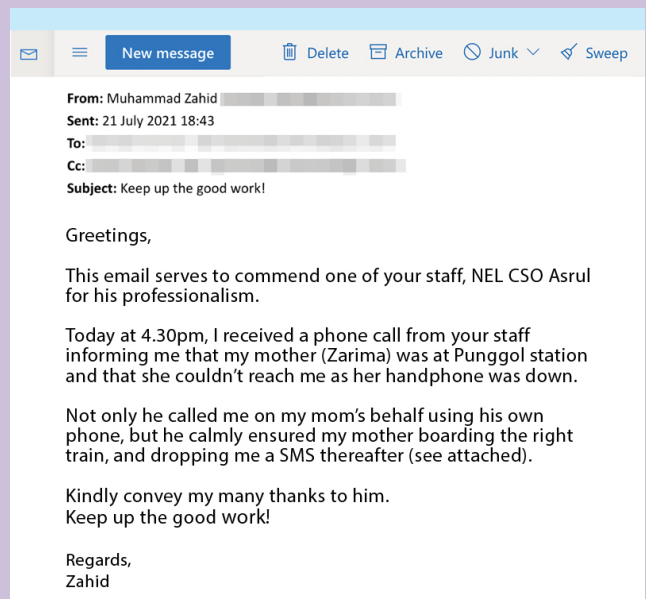 New message Delete Archive Junk Sweep
From: Muhammad Zahid
Sent: 21 July 2021 18:43
To:
Cc:
Subject: Keep up the good work!
Greetings,
This email serves to commend one of your staff, NEL CSO Asrul
for his professionalism.
Today at 4.30pm, I received a phone call from your staff
informing me that my mother (Zarima) was at Punggol station
and that she couldn't reach me as her handphone was down.
Not only he called me on my mom's behalf using his own
phone, but he calmly ensured my mother boarding the right
train, and dropping me a SMS thereafter (see attached).
Kindly convey my many thanks to him.
Keep up the good work!
Regards,
Zahid